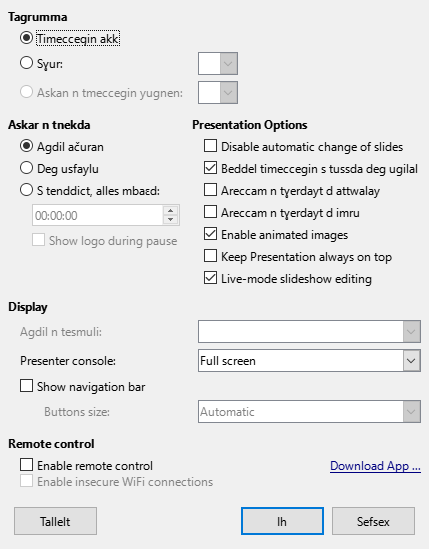 Tagrumma
Timeccegin akk
Sɣur:
Askan n tmeccegin yugnen:
Askar n tnekda
Presentation Options
Agdil ačuran
Disable automatic change of slides
Deg usfaylu
Beddel timeccegin s tussda deg ugilal
S tenddict, alles mbaɛd:
Areccam n tɣerdayt d attwalay
00:00:00
Areccam n tɣerdayt d imru
Show logo during pause
Enable animated images
Keep Presentation always on top
Live-mode slideshow editing
Display
Agdil n tesmuli:
Presenter console:
Full screen
Show navigation bar
Buttons size:
Automatic
Remote control
Enable remote control
Download App ...
Enable insecure WiFi connections
Tallelt
Ih
Sefsex